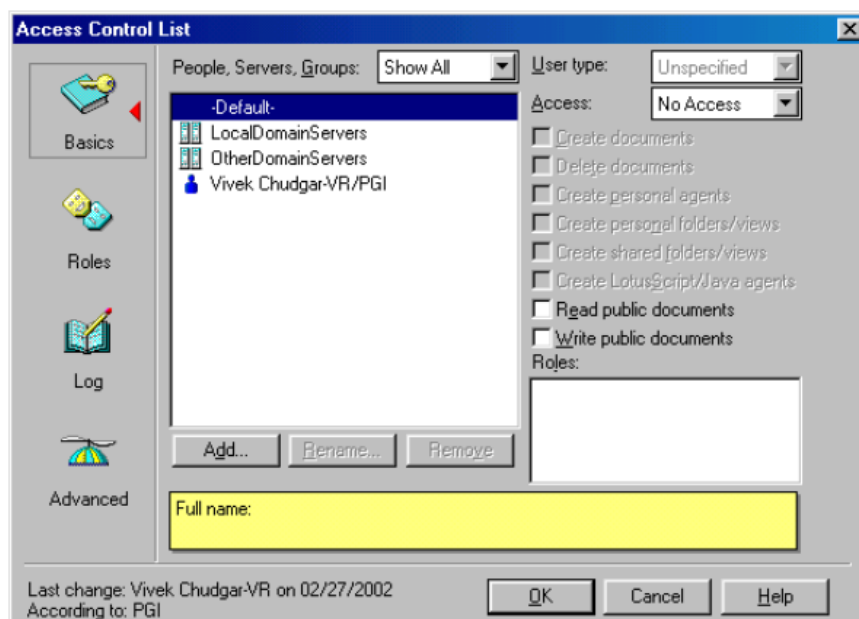 Access Control List
Basics
Roles
Log
Advanced
People, Servers, Groups: Show All
-Default-
LocalDomainServers
OtherDomainServers
Vivek Chudgar-VR/PGI
Add... Rename... Remove
User type: Unspecified
Access: No Access
Create documents
Delete documents
Create personal agents
Create personal folders/views
Create shared folders/views
Create LotusScript/Java agents
Read public documents
Write public documents
Roles:
Full name:
Last change: Vivek Chudgar-VR on 02/27/2002
According to: PGI
OK Cancel Help